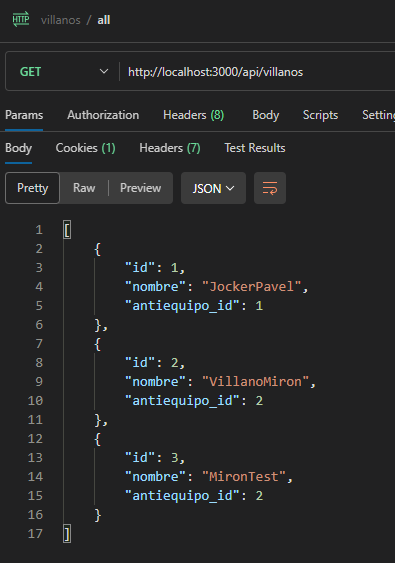 HTTP villanos / all
GET http://localhost:3000/api/villanos
Params Authorization Headers (8) Body Scripts Setting
Body Cookies (1) Headers (7) Test Results
Pretty Raw Preview JSON
1 [
2 {
3 "id": 1,
4 "nombre": "JockerPavel",
5 "antiequipo_id": 1
6 },
7 {
8 "id": 2,
9 "nombre": "VillanoMiron",
10 "antiequipo_id": 2
11 },
12 {
13 "id": 3,
14 "nombre": "MironTest",
15 "antiequipo_id": 2
16 }
17 ]